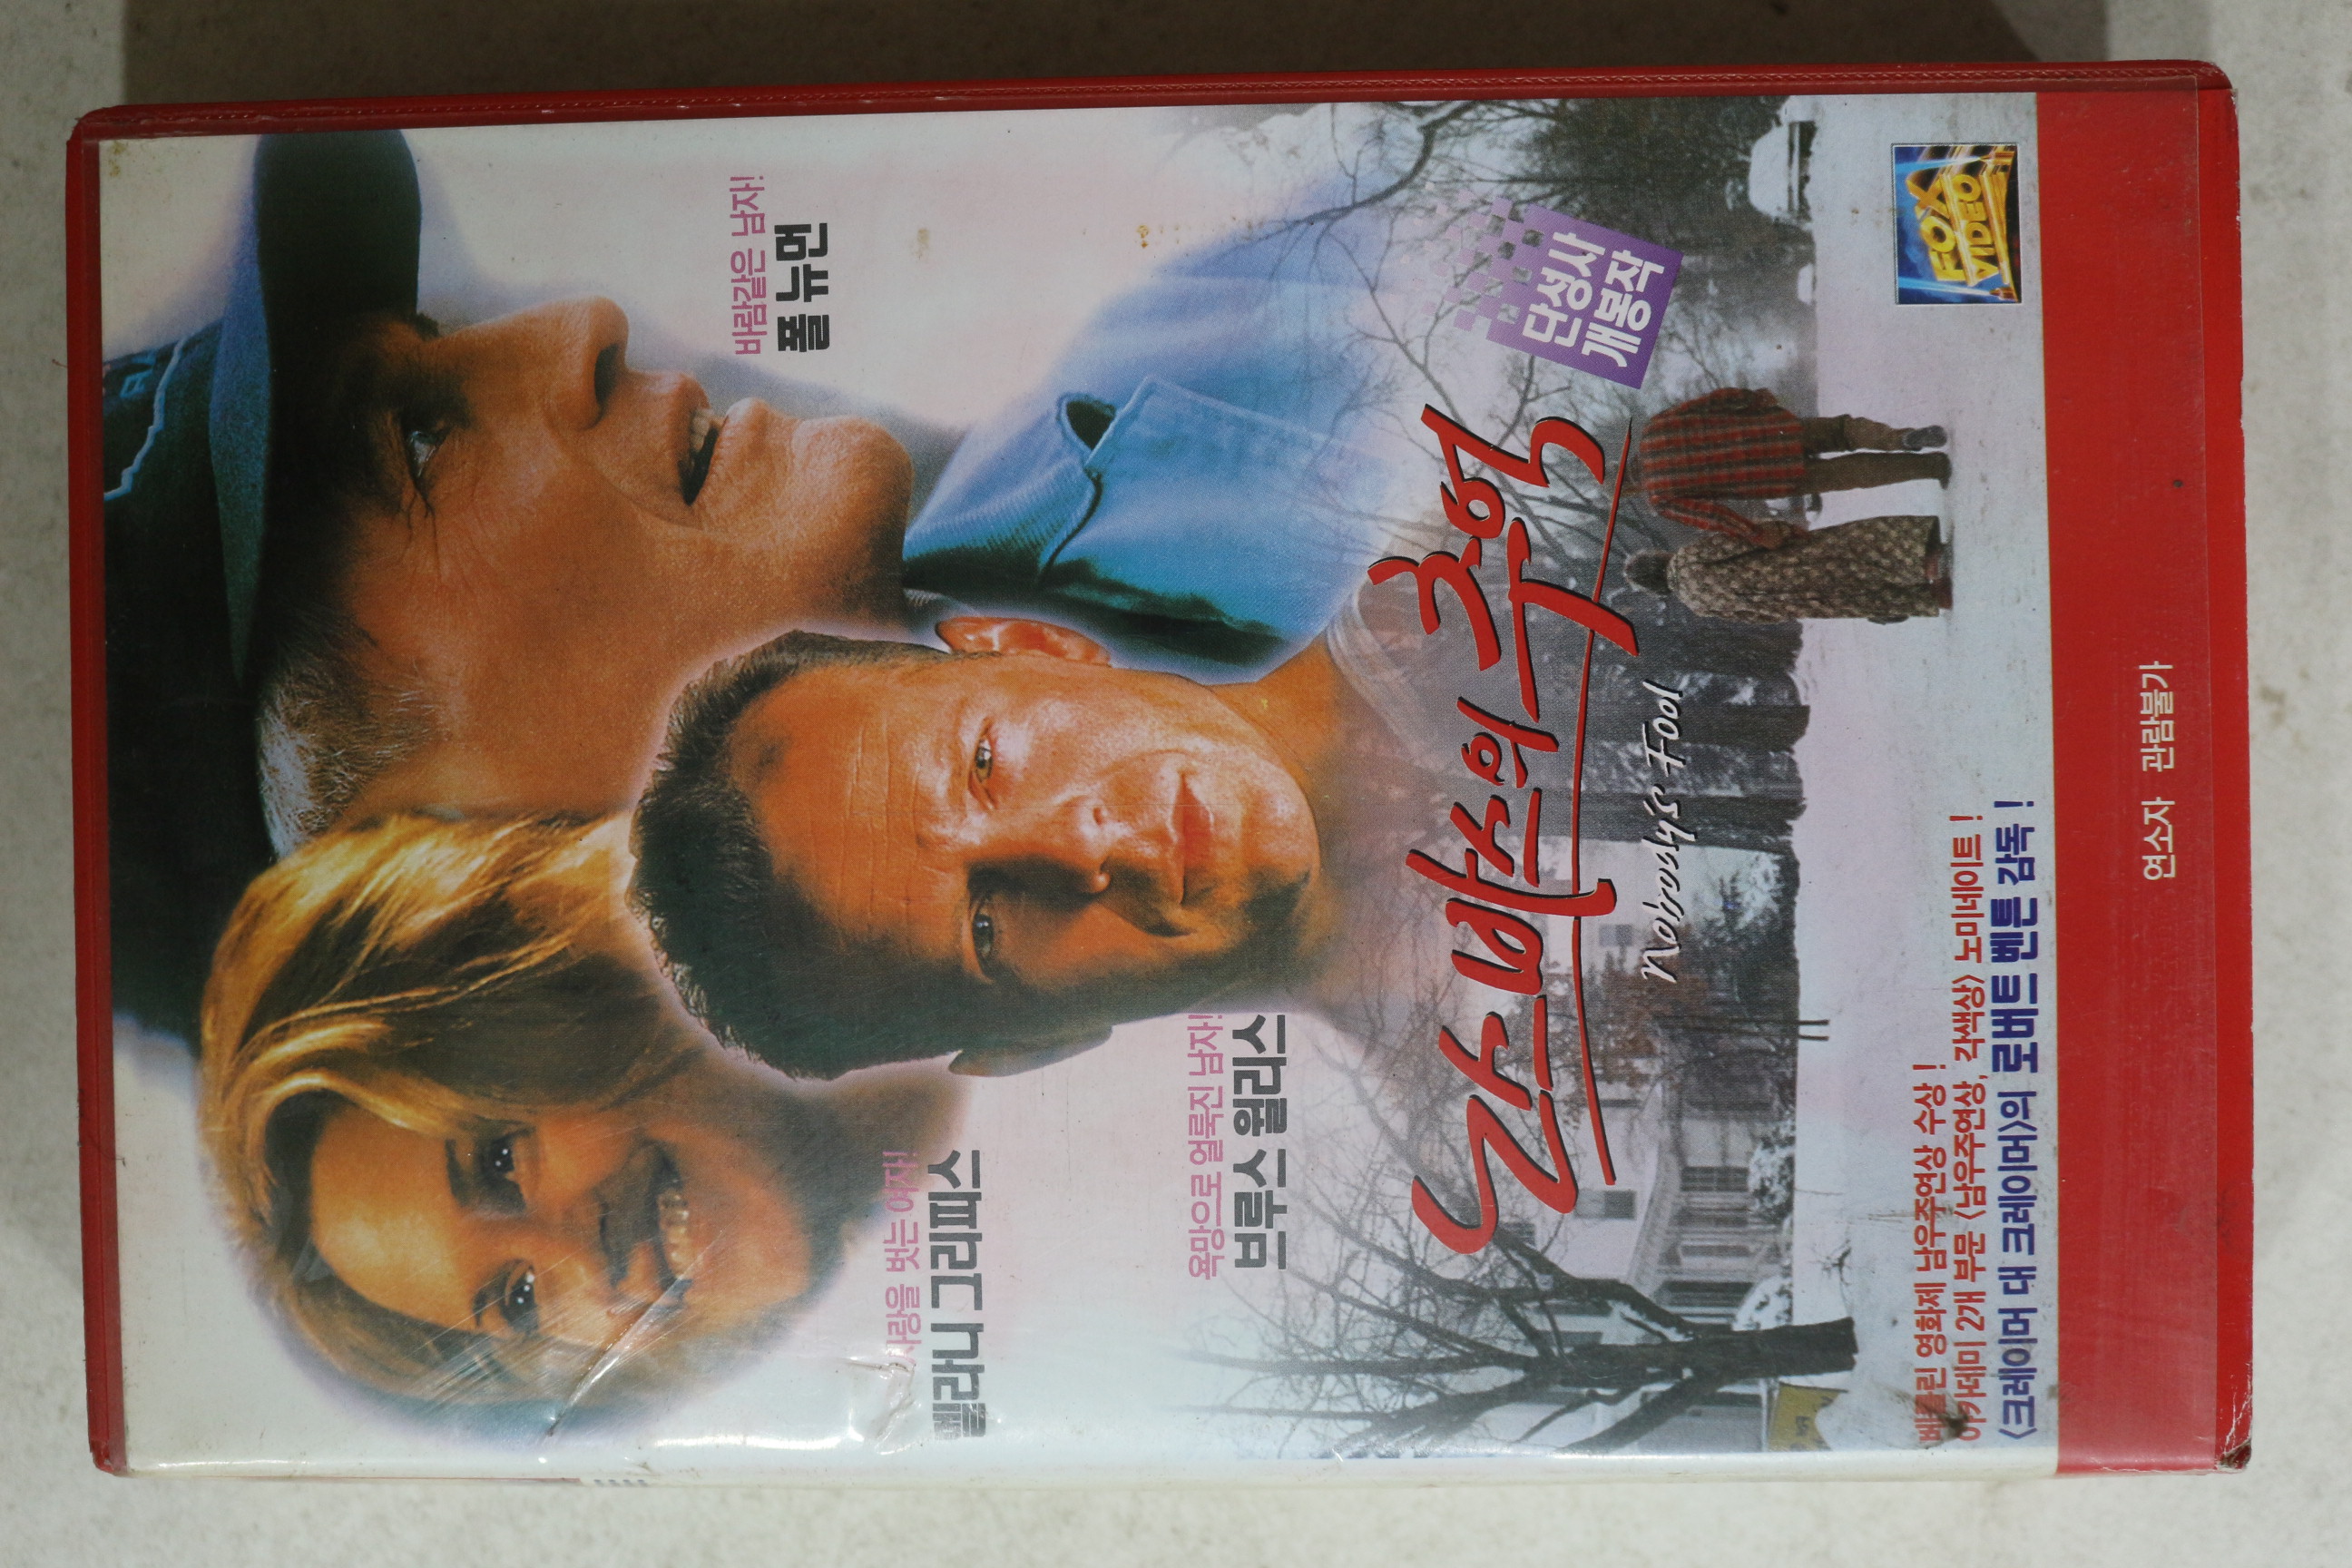 바람같은 남자!
폴 뉴먼
사랑을 벗는 여자!
멜라니 그리피스
욕망으로 얼룩진 남자!
브루스 윌리스
단성사
개봉작
노스바스의 추억
Nobody's Fool
베를린 영화제 남우주연상 수상!
아카데미 2개 부문 <남우주연상, 각색상> 노미네이트!
<크레이머 대 크레이머>의 로버트 벤튼 감독!
FOX
VIDEO
연소자 관람불가